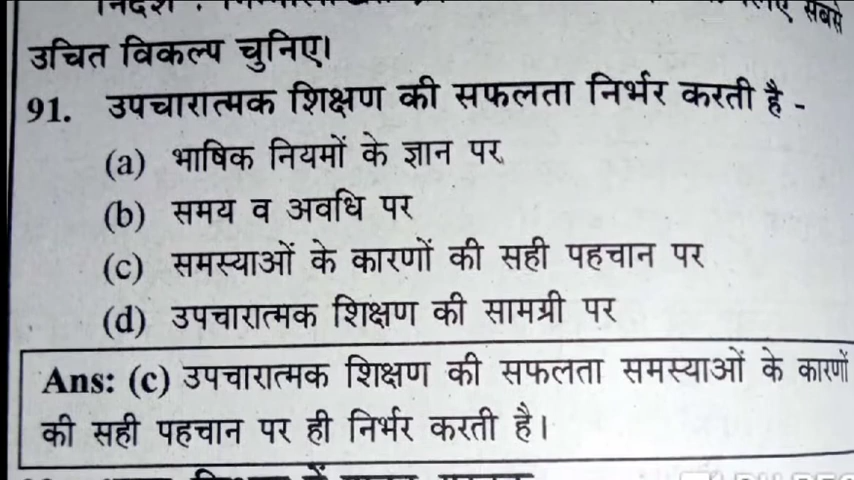 सबसे
उचित विकल्प चुनिए।
91. उपचारात्मक शिक्षण की सफलता निर्भर करती है -
(a) भाषिक नियमों के ज्ञान पर
(b) समय व अवधि पर
(c) समस्याओं के कारणों की सही पहचान पर
(d) उपचारात्मक शिक्षण की सामग्री पर
Ans: (c) उपचारात्मक शिक्षण की सफलता समस्याओं के कारणों
की सही पहचान पर ही निर्भर करती है।